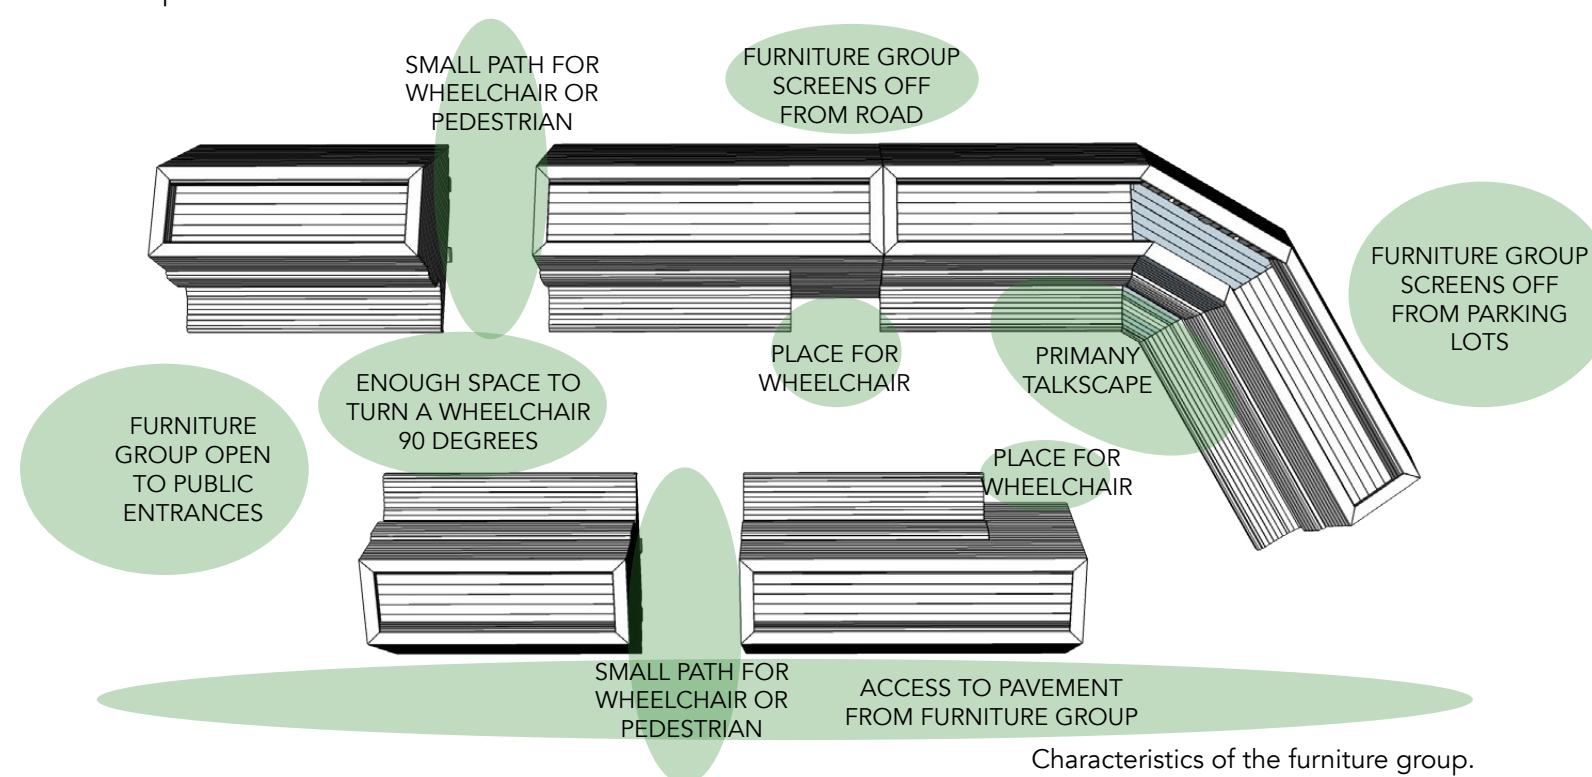 SMALL PATH FOR
WHEELCHAIR OR
PEDESTRIAN
FURNITURE GROUP
SCREENS OFF
FROM ROAD
FURNITURE GROUP
SCREENS OFF
FROM PARKING
LOTS
PLACE FOR
WHEELCHAIR
PRIMANY
TALKSCAPE
ENOUGH SPACE TO
TURN A WHEELCHAIR
90 DEGREES
FURNITURE
GROUP OPEN
TO PUBLIC
ENTRANCES
PLACE FOR
WHEELCHAIR
SMALL PATH FOR
WHEELCHAIR OR
PEDESTRIAN
ACCESS TO PAVEMENT
FROM FURNITURE GROUP
Characteristics of the furniture group.